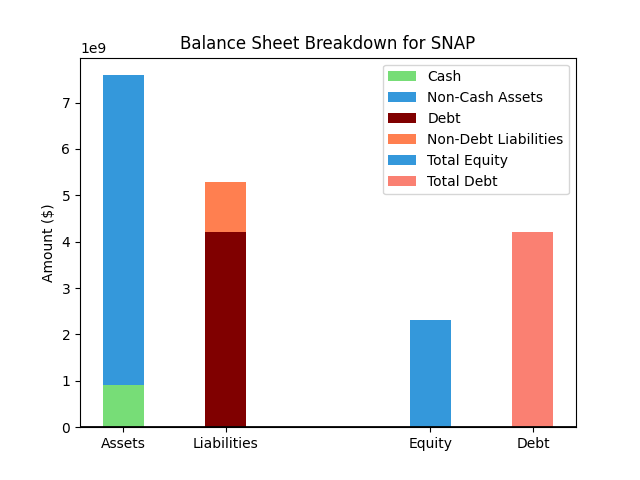 Balance Sheet Breakdown for SNAP
1e9
Cash
Non-Cash Assets
Debt
Non-Debt Liabilities
Total Equity
Total Debt
7
6
5
4
3
2
1
0
Amount ($)
Assets Liabilities Equity Debt